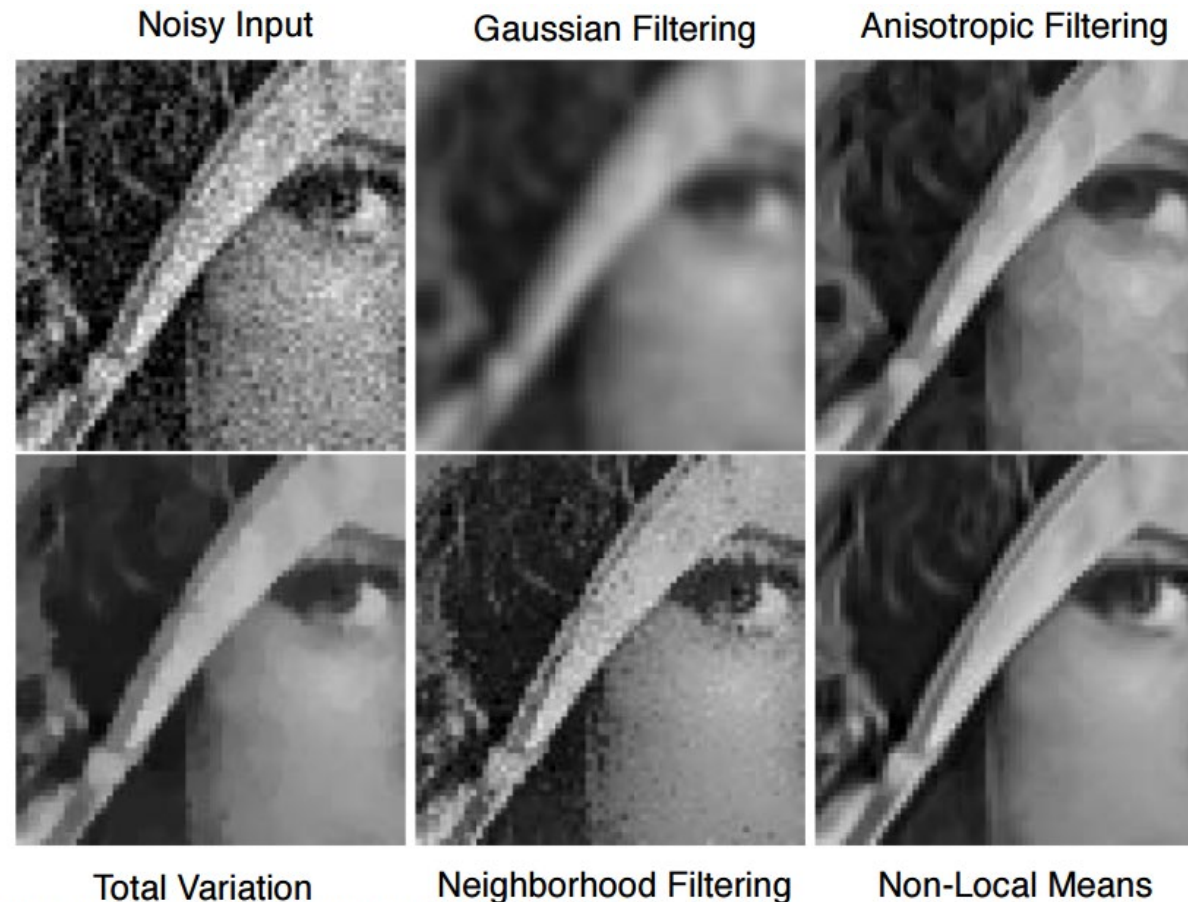 Noisy Input
Gaussian Filtering
Anisotropic Filtering
Total Variation
Neighborhood Filtering
Non-Local Means